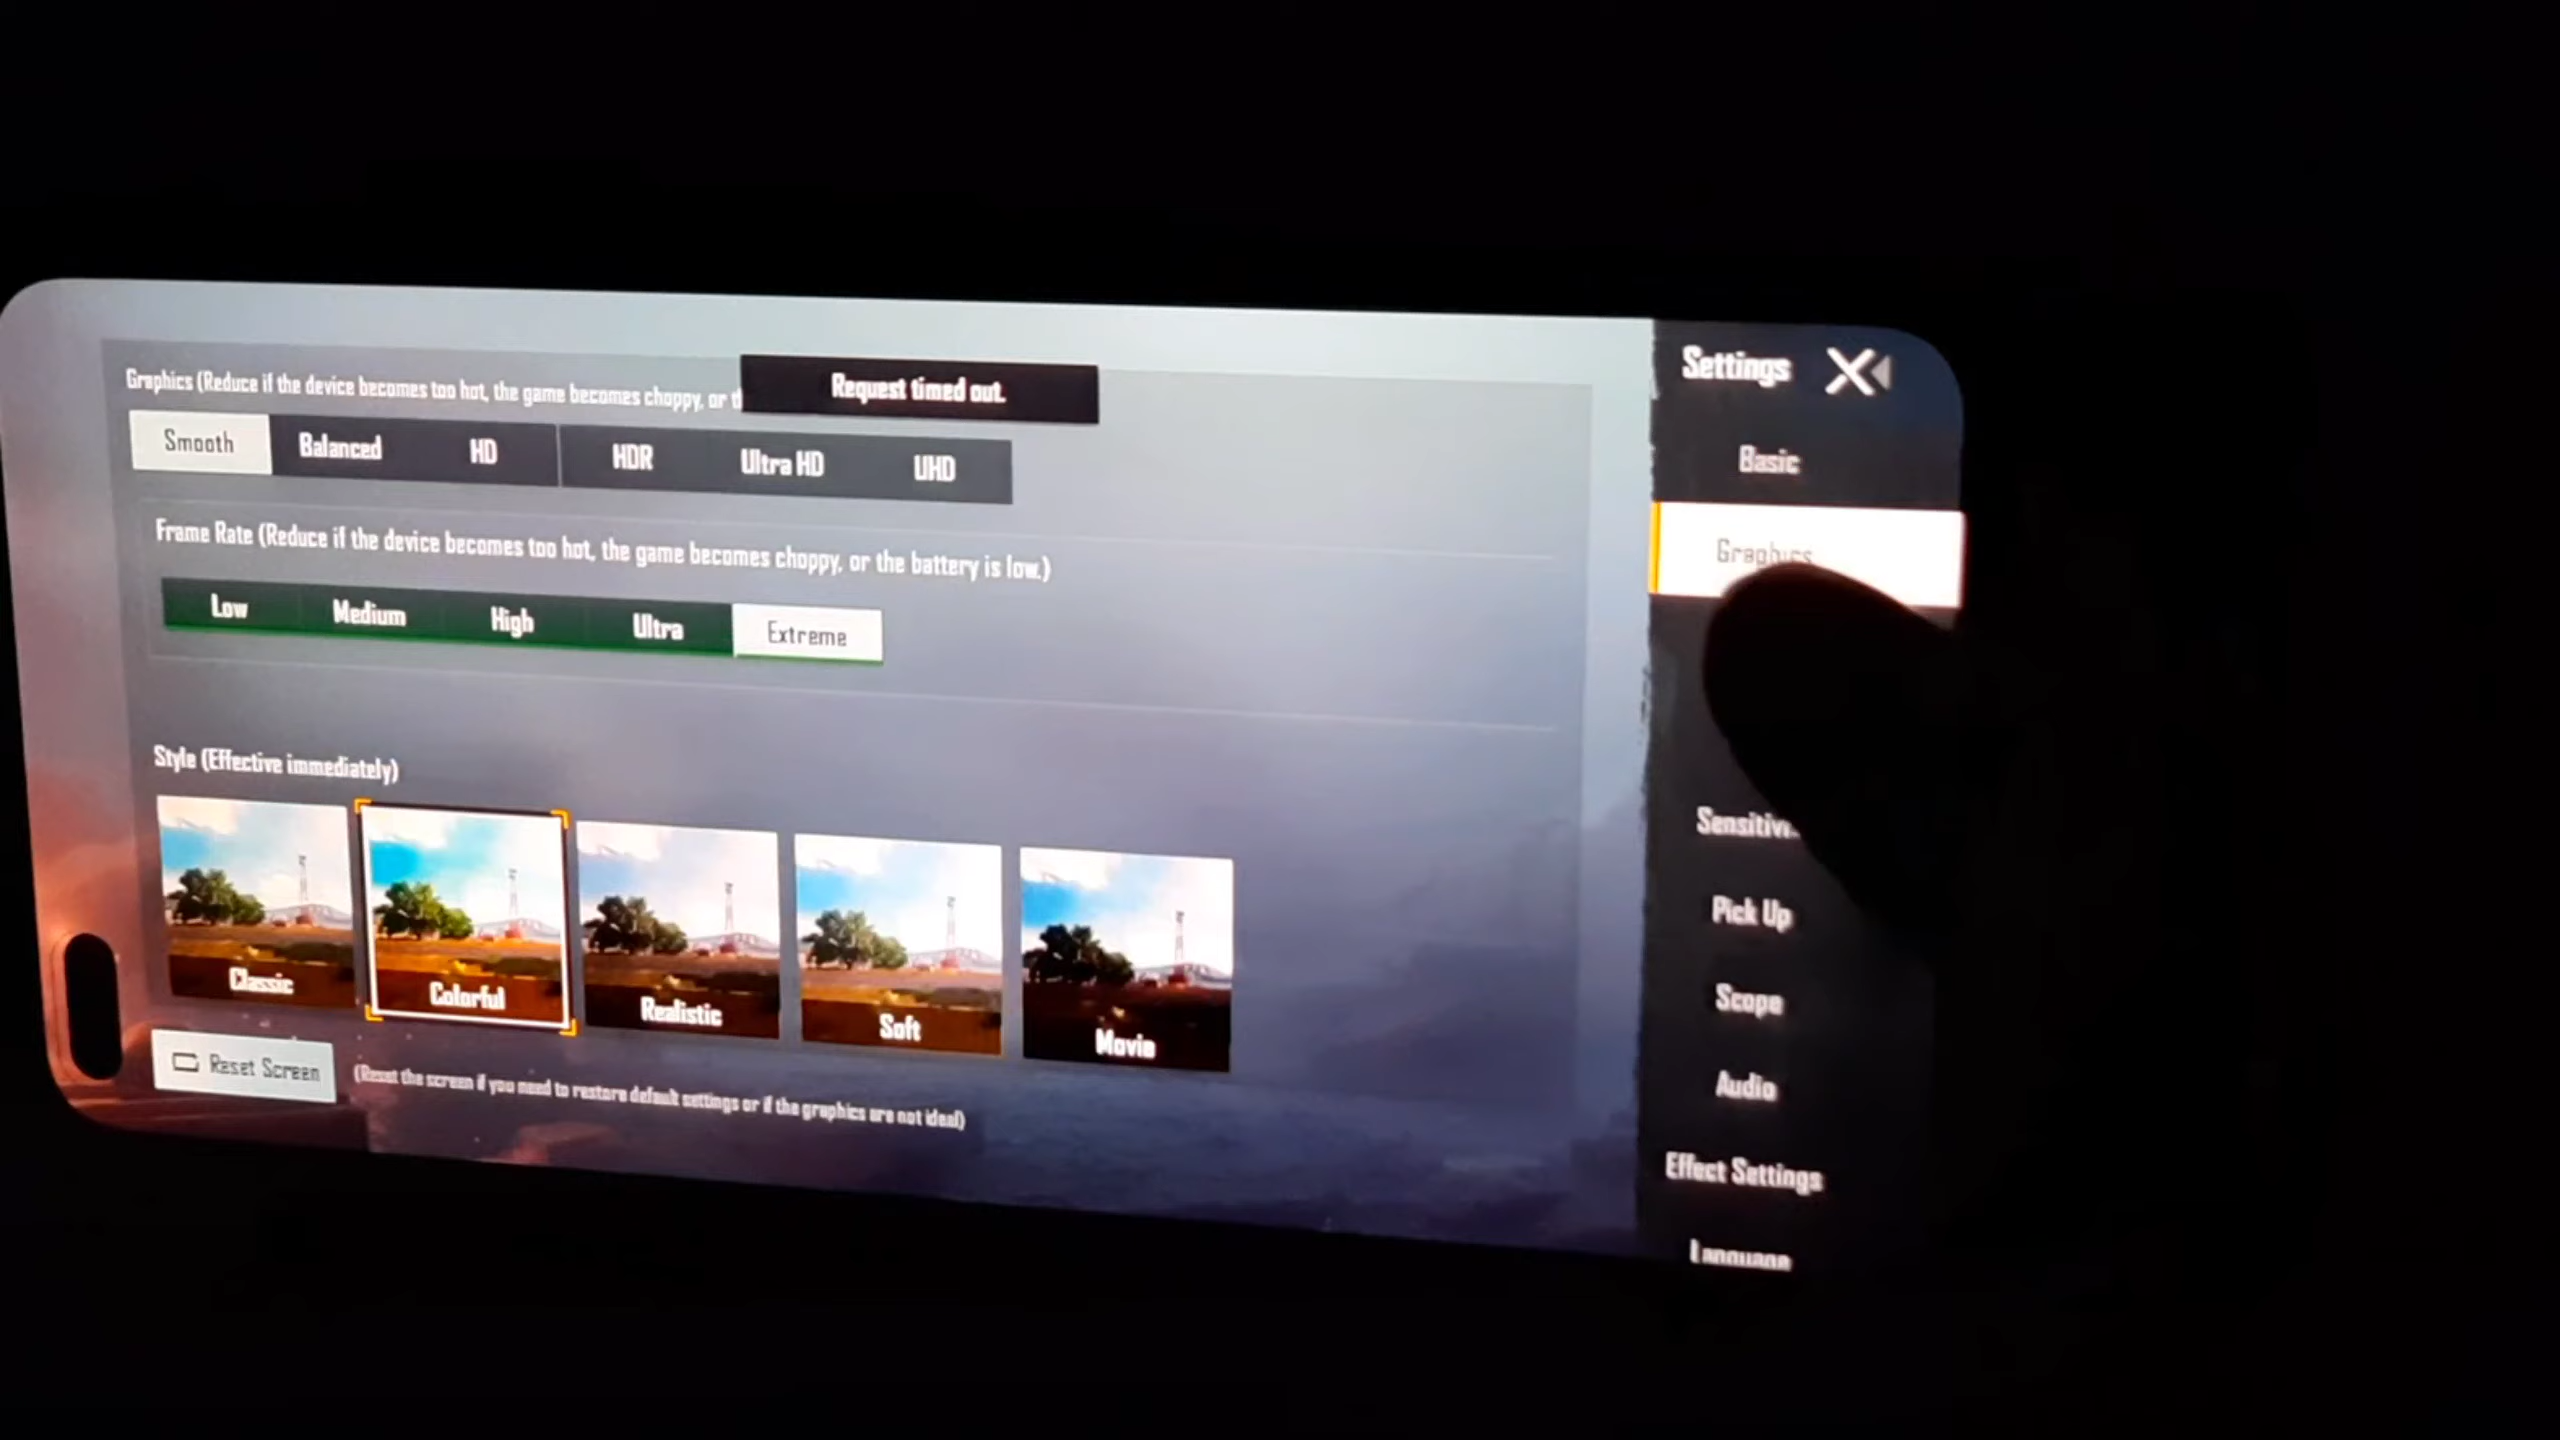 Graphics (Reduce if the device becomes too hot, the game becomes choppy, or
Request timed out.
Smooth Balanced HD HDR Ultra HD UHD
Frame Rate (Reduce if the device becomes too hot, the game becomes choppy, or the battery is low.)
Low Medium High Ultra Extreme
Style (Effective immediately)
Classic Colorful Realistic Soft Movie
Reset Screen
(Reset the screen if you need to restore default settings or if the graphics are not ideal)
Settings
Basic
Graphics
Sensitivi
Pick Up
Scope
Audio
Effect Settings
Language